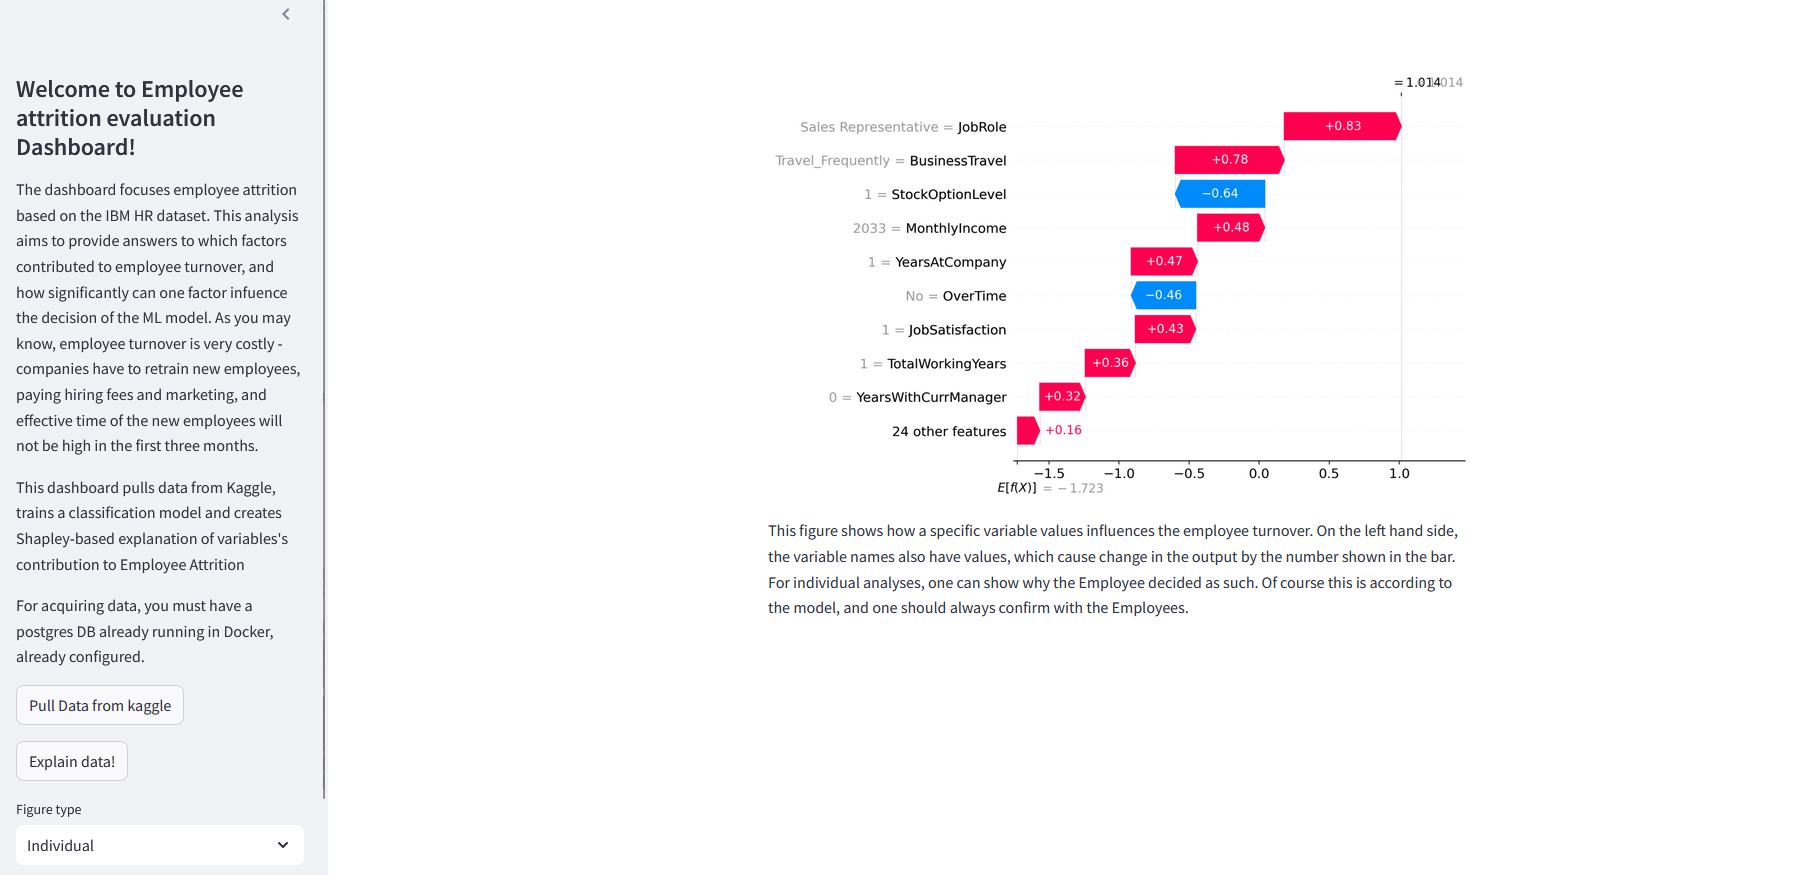 Welcome to Employee
attrition evaluation
Dashboard!
The dashboard focuses employee attrition
based on the IBM HR dataset. This analysis
aims to provide answers to which factors
contributed to employee turnover, and
how significantly can one factor infuence
the decision of the ML model. As you may
know, employee turnover is very costly -
companies have to retrain new employees,
paying hiring fees and marketing, and
effective time of the new employees will
not be high in the first three months.
This dashboard pulls data from Kaggle,
trains a classification model and creates
Shapley-based explanation of variables's
contribution to Employee Attrition
For acquiring data, you must have a
postgres DB already running in Docker,
already configured.
Pull Data from kaggle
Explain data!
Figure type
Individual
= 1.014
Sales Representative = JobRole +0.83
Travel_Frequently = BusinessTravel +0.78
1 = StockOptionLevel −0.64
2033 = MonthlyIncome +0.48
1 = YearsAtCompany +0.47
No = OverTime −0.46
1 = JobSatisfaction +0.43
1 = TotalWorkingYears +0.36
0 = YearsWithCurrManager +0.32
24 other features +0.16
−1.5 −1.0 −0.5 0.0 0.5 1.0
E[f(X)] = −1.723
This figure shows how a specific variable values influences the employee turnover. On the left hand side,
the variable names also have values, which cause change in the output by the number shown in the bar.
For individual analyses, one can show why the Employee decided as such. Of course this is according to
the model, and one should always confirm with the Employees.